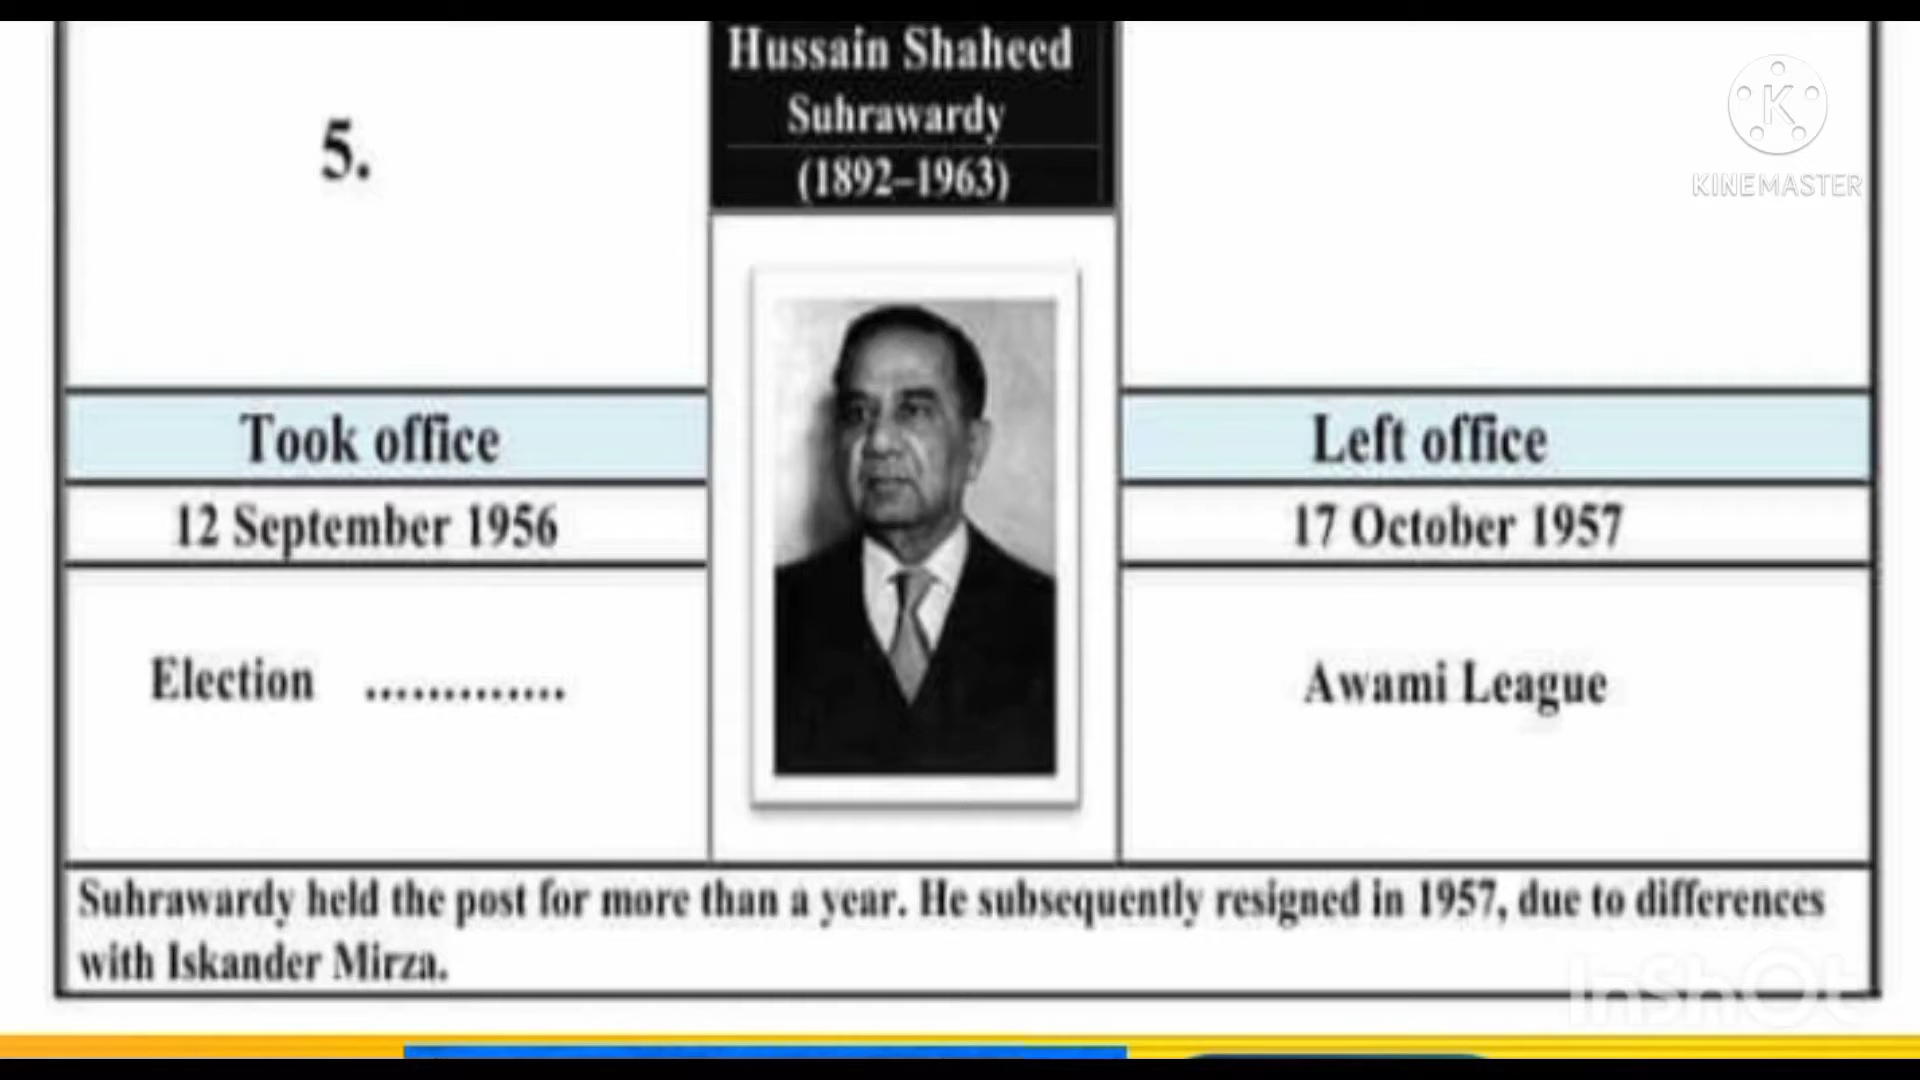 Hussain Shaheed
Suhrawardy
(1892–1963)
5.
KINEMASTER
Took office
Left office
12 September 1956
17 October 1957
Election .............
Awami League
Suhrawardy held the post for more than a year. He subsequently resigned in 1957, due to differences
with Iskander Mirza.
InShOt